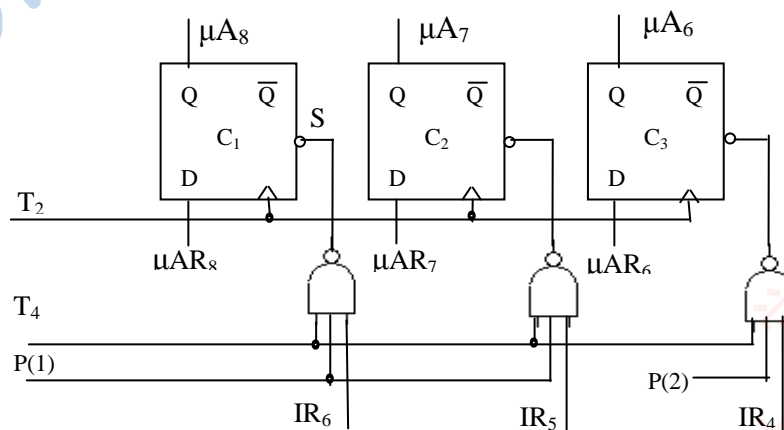 μA₈ μA₇ μA₆
Q Q̅ Q Q̅ Q Q̅
S
C₁ C₂ C₃
D D D
T₂
μAR₈ μAR₇ μAR₆
T₄
P(1)
P(2)
IR₆ IR₅ IR₄